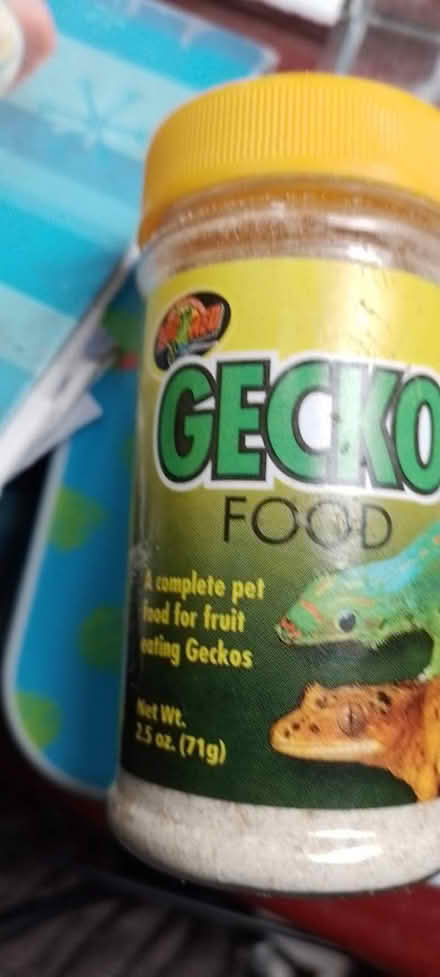 GECKO
FOOD
A complete pet
food for fruit
eating Geckos
Net Wt.
2.5 oz. (71g)